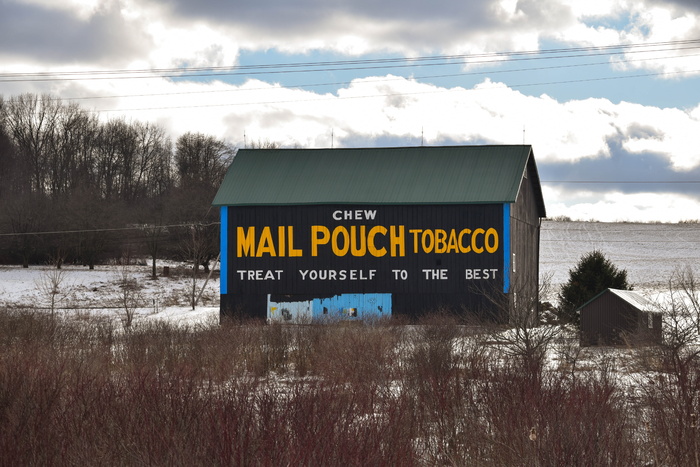 CHEW
MAIL POUCH TOBACCO
TREAT YOURSELF TO THE BEST